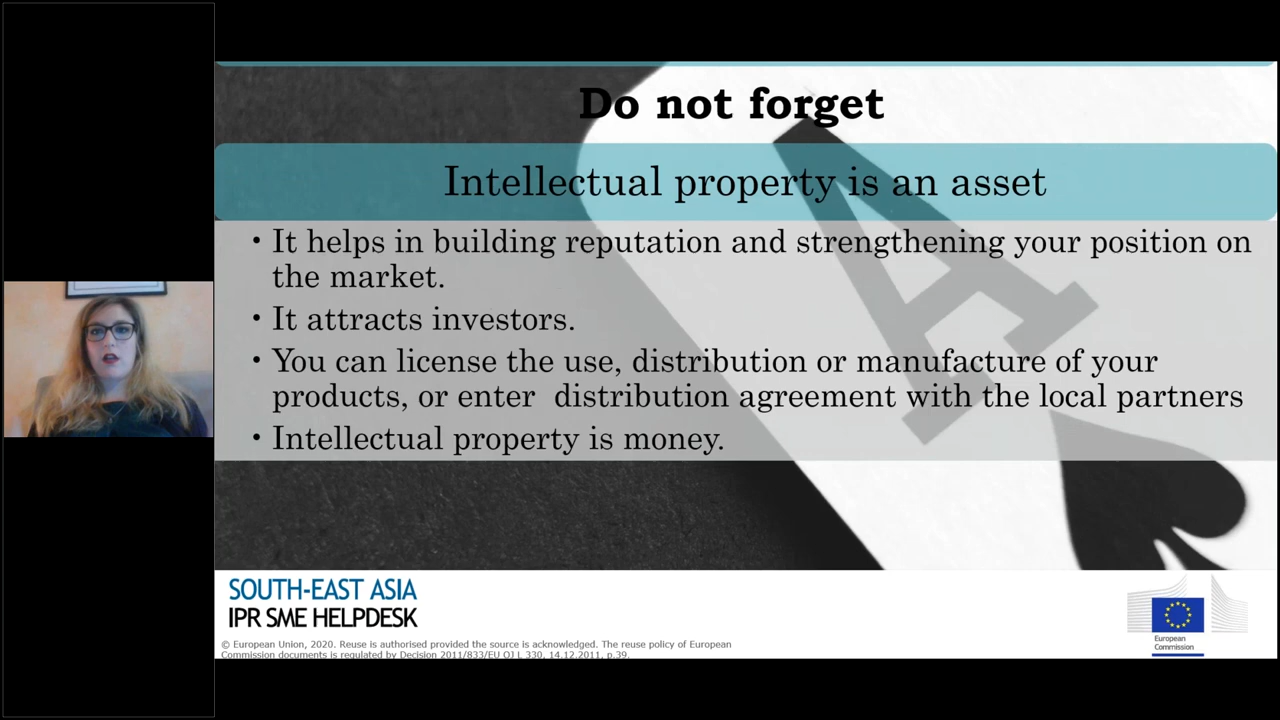 Do not forget
Intellectual property is an asset
• It helps in building reputation and strengthening your position on
the market.
• It attracts investors.
• You can license the use, distribution or manufacture of your
products, or enter  distribution agreement with the local partners
• Intellectual property is money.
SOUTH-EAST ASIA
IPR SME HELPDESK
© European Union, 2020. Reuse is authorised provided the source is acknowledged. The reuse policy of European
Commission documents is regulated by Decision 2011/833/EU OJ L 330, 14.12.2011, p.39.
European
Commission
A